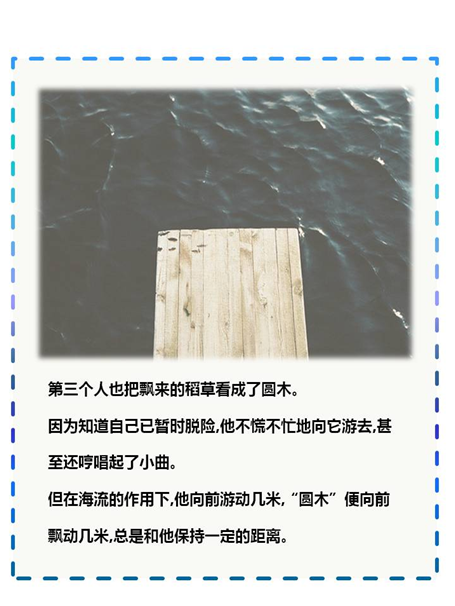 第三个人也把飘来的稻草看成了圆木。
因为知道自己已暂时脱险,他不慌不忙地向它游去,甚
至还哼唱起了小曲。
但在海流的作用下,他向前游动几米,“圆木”便向前
飘动几米,总是和他保持一定的距离。